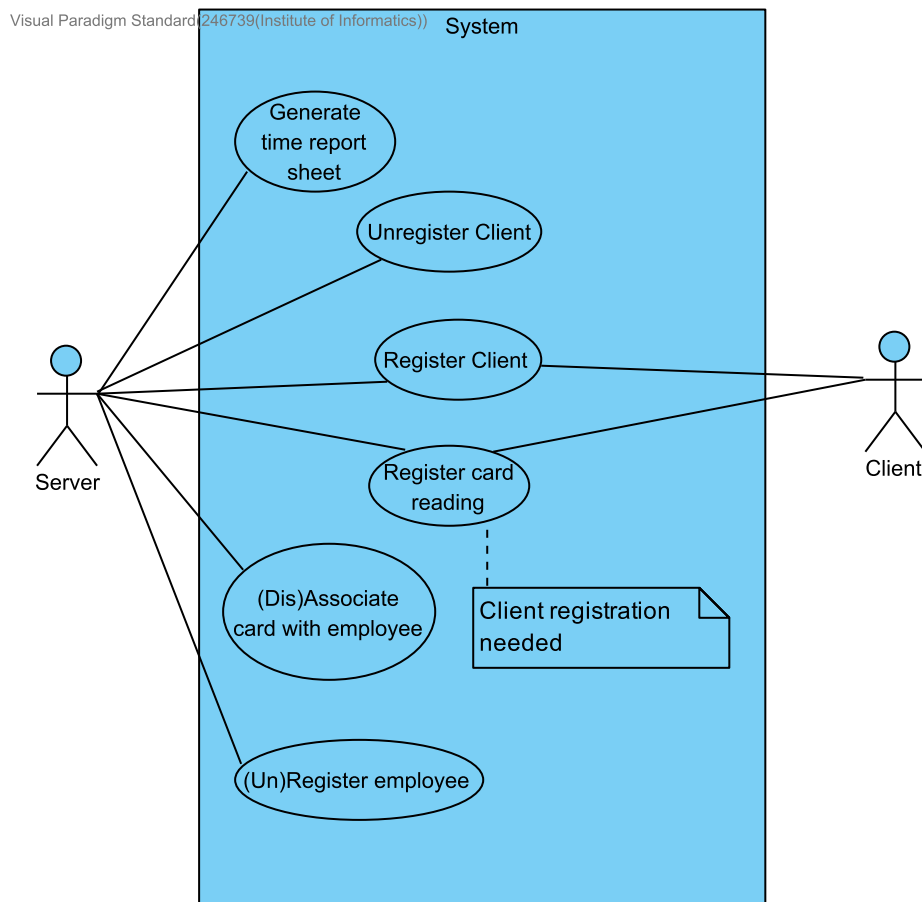 Visual Paradigm Standard(246739(Institute of Informatics))
System
Generate
time report
sheet
Unregister Client
Register Client
Server
Client
Register card
reading
(Dis)Associate
card with employee
Client registration
needed
(Un)Register employee